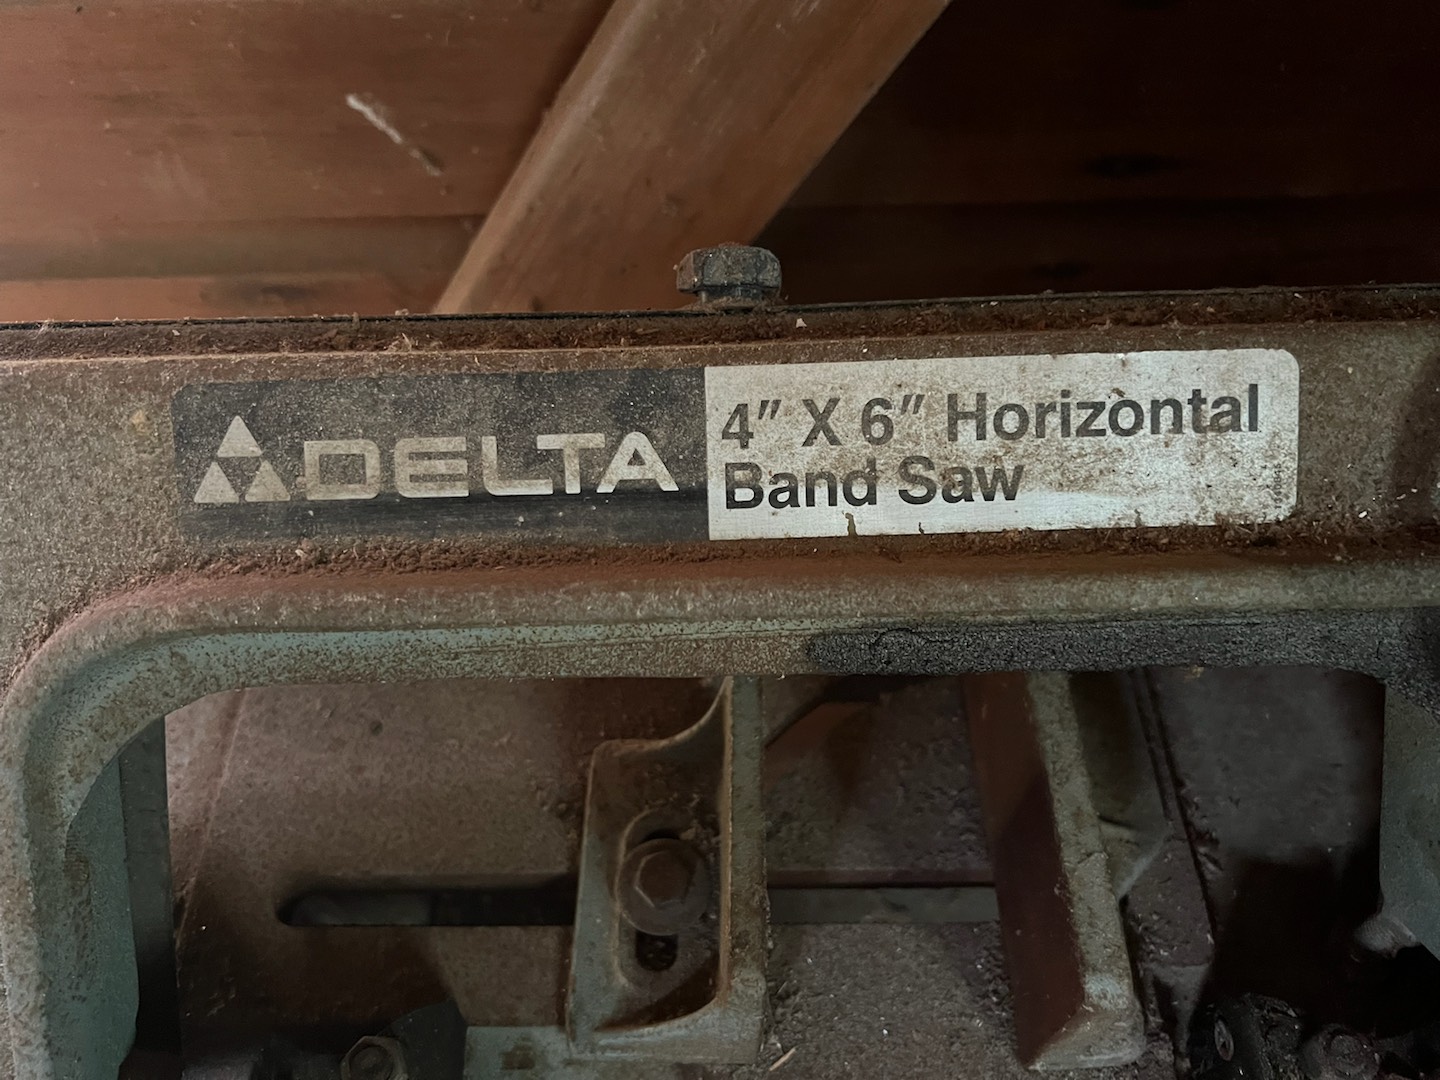 DELTA
4" X 6" Horizontal
Band Saw